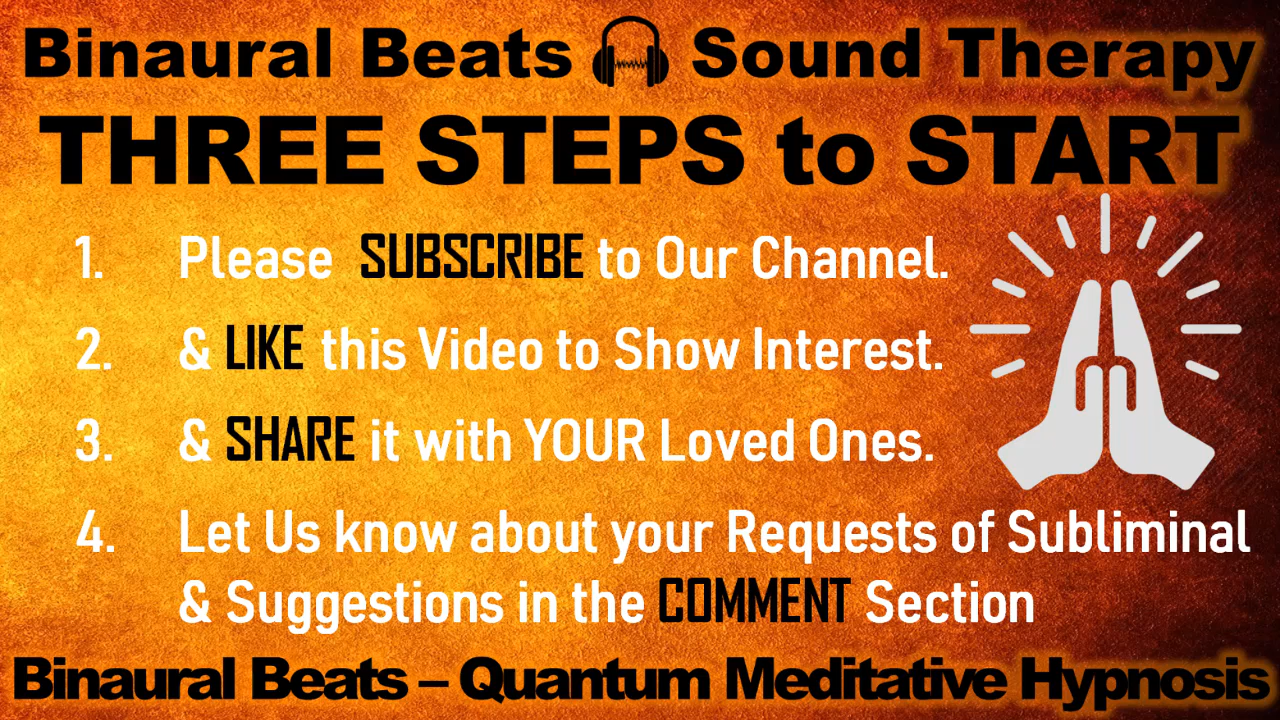 Binaural Beats Sound Therapy
THREE STEPS to START
1. Please SUBSCRIBE to Our Channel.
2. & LIKE this Video to Show Interest.
3. & SHARE it with YOUR Loved Ones.
4. Let Us know about your Requests of Subliminal
& Suggestions in the COMMENT Section
Binaural Beats – Quantum Meditative Hypnosis